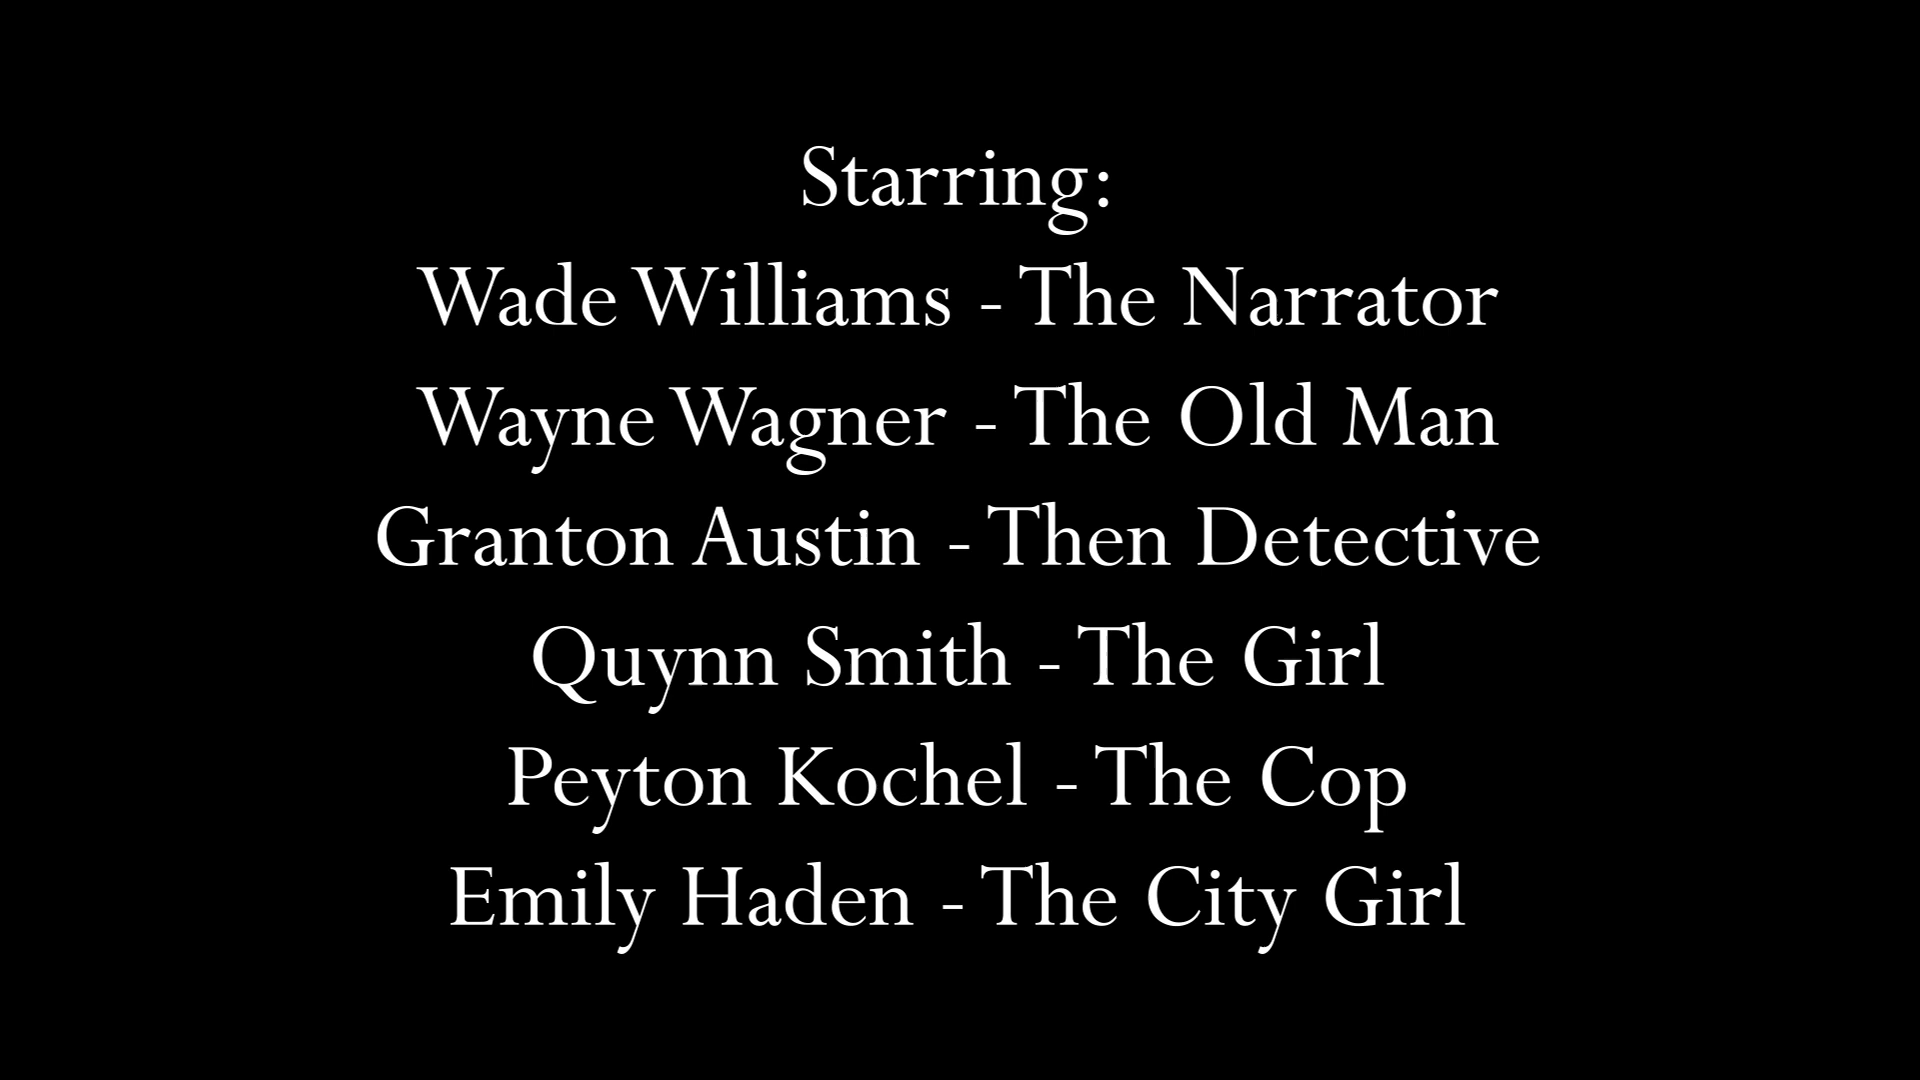 Starring:
Wade Williams - The Narrator
Wayne Wagner - The Old Man
Granton Austin - Then Detective
Quynn Smith - The Girl
Peyton Kochel - The Cop
Emily Haden - The City Girl